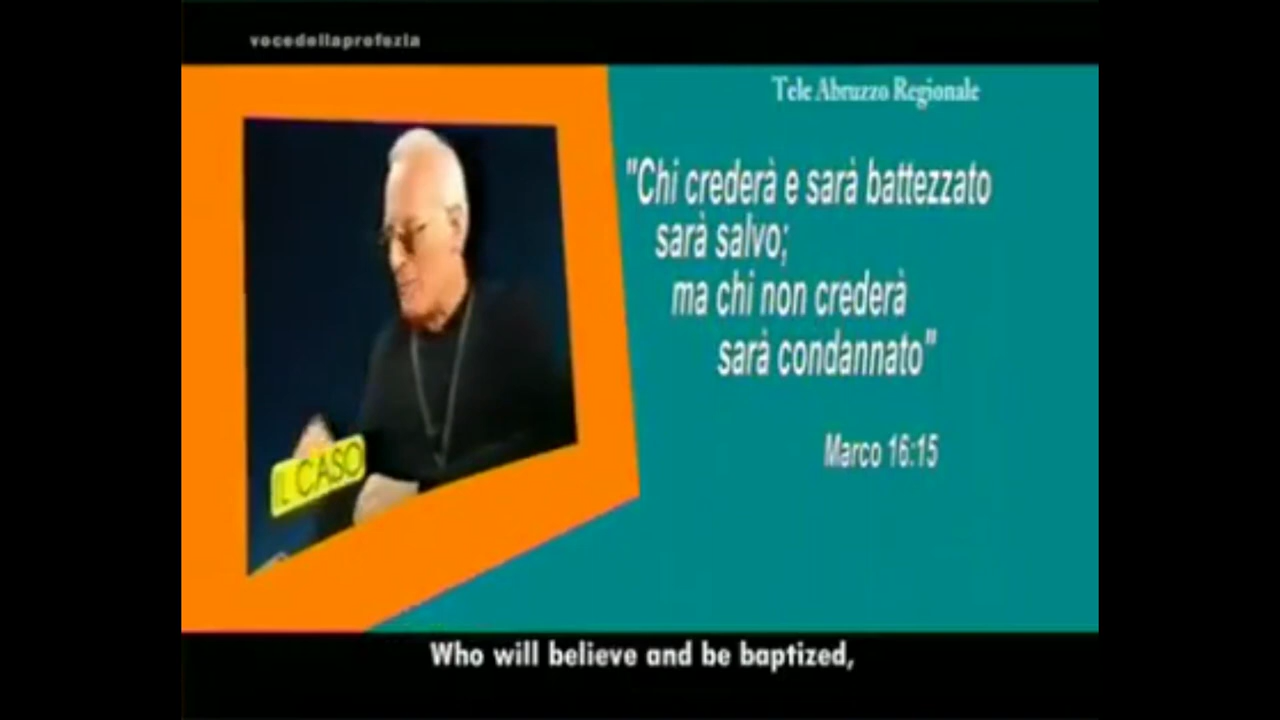 vocedellaprofezia
Tele Abruzzo Regionale
"Chi crederà e sarà battezzato
sarà salvo;
ma chi non crederà
sarà condannato"
Marco 16:15
IL CASO
Who will believe and be baptized,